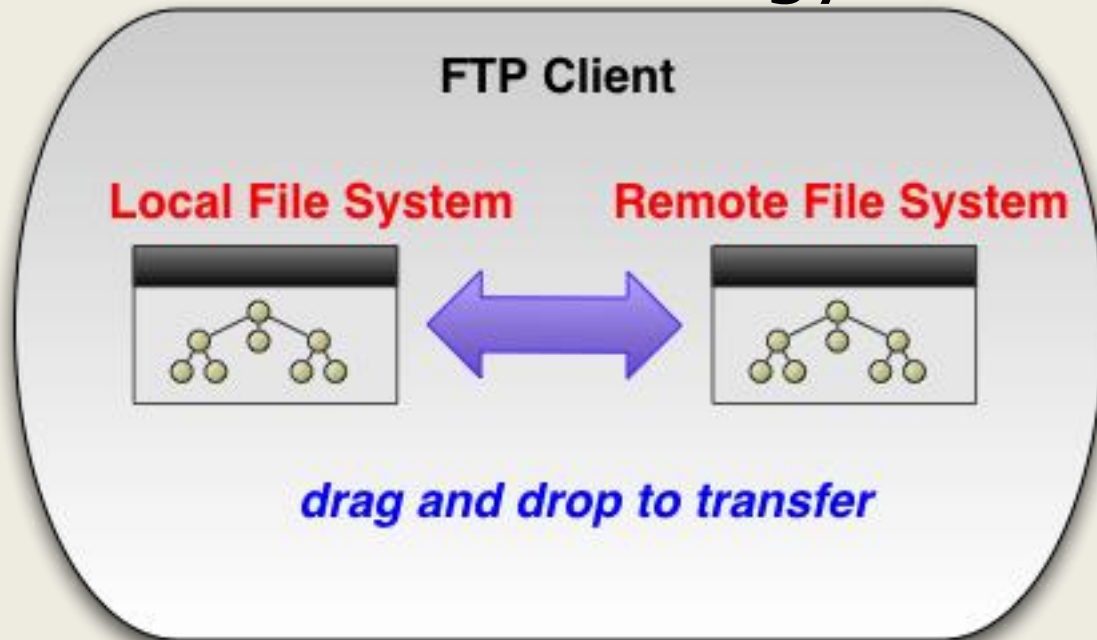 FTP Client
Local File System Remote File System
drag and drop to transfer